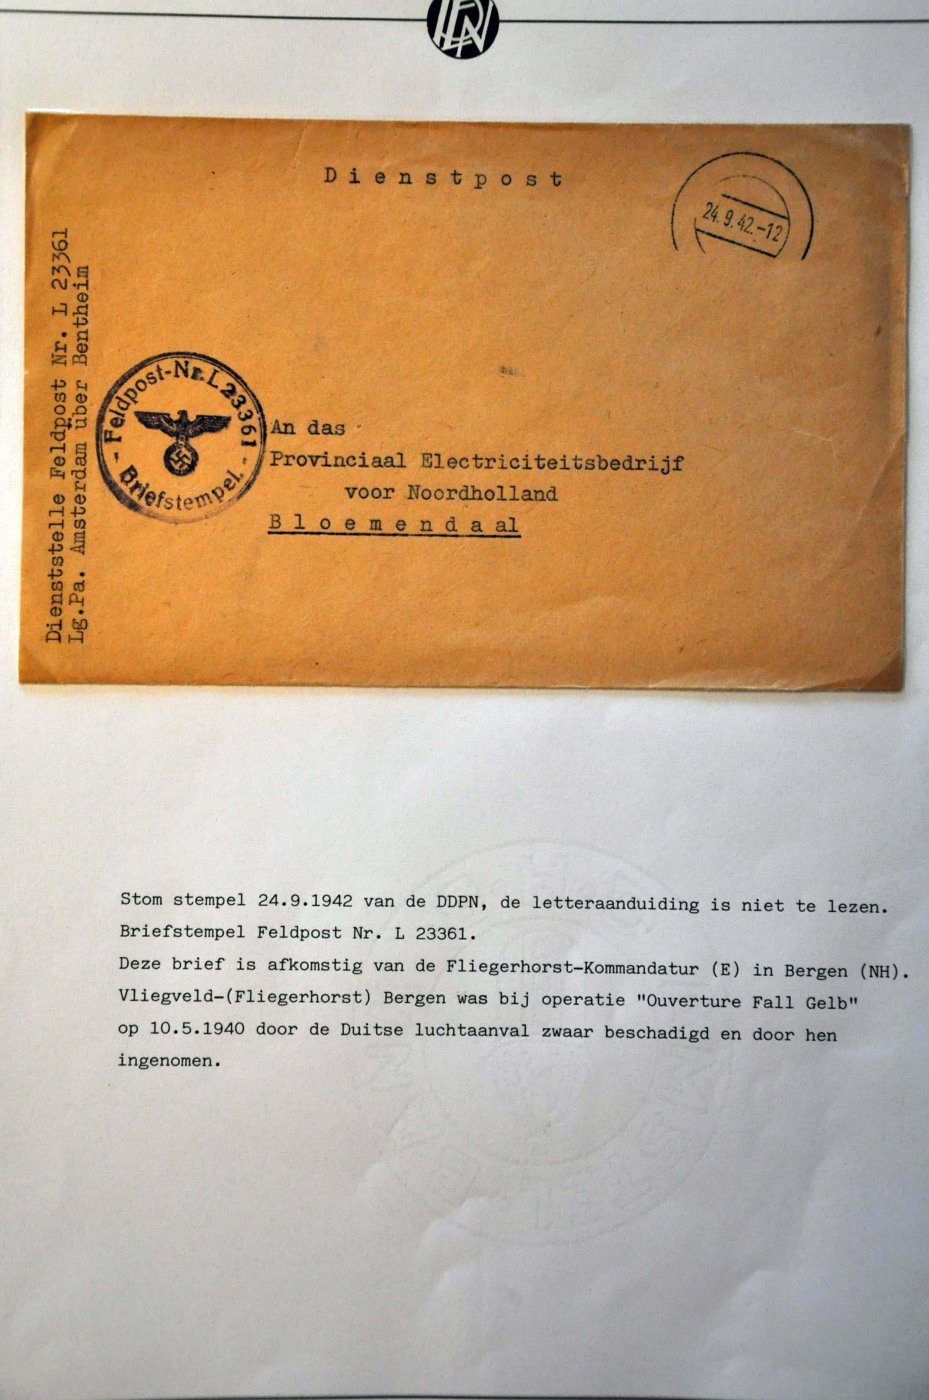 Dienstpost
24.9.42.-12
Dienststelle Feldpost Nr. L 23361
Lg.Pa. Amsterdam über Bentheim
Feldpost-Nr. L 23361
- Briefstempel. -
An das
Provinciaal Electriciteitsbedrijf
voor Noordholland
Bloemendaal
Stom stempel 24.9.1942 van de DDPN, de letteraanduiding is niet te lezen.
Briefstempel Feldpost Nr. L 23361.
Deze brief is afkomstig van de Fliegerhorst-Kommandatur (E) in Bergen (NH).
Vliegveld-(Fliegerhorst) Bergen was bij operatie "Ouverture Fall Gelb"
op 10.5.1940 door de Duitse luchtaanval zwaar beschadigd en door hen
ingenomen.